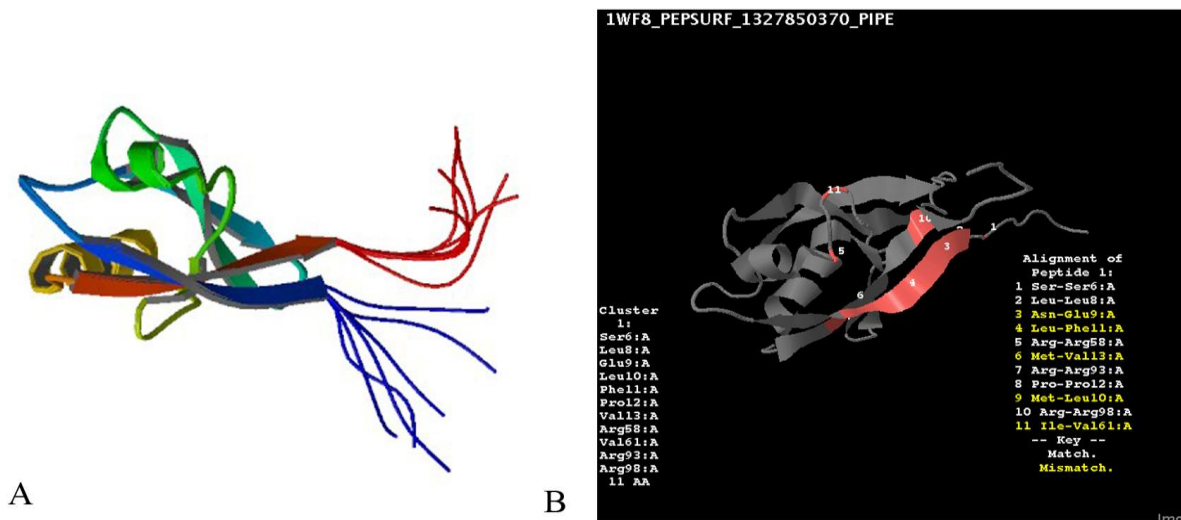 1WF8_PEPSURF_1327850370_PIPE
11
10
1
3
5
4
6
Cluster
1:
Ser6:A
Leu8:A
Glu9:A
Leu10:A
Phe11:A
Pro12:A
Val13:A
Arg58:A
Val61:A
Arg93:A
Arg98:A
11 AA
Alignment of
Peptide 1:
1 Ser-Ser6:A
2 Leu-Leu8:A
3 Asn-Glu9:A
4 Leu-Phe11:A
5 Arg-Arg58:A
6 Met-Val13:A
7 Arg-Arg93:A
8 Pro-Pro12:A
9 Met-Leu10:A
10 Arg-Arg98:A
11 Ile-Val61:A
-- Key --
Match.
Mismatch.
A
B